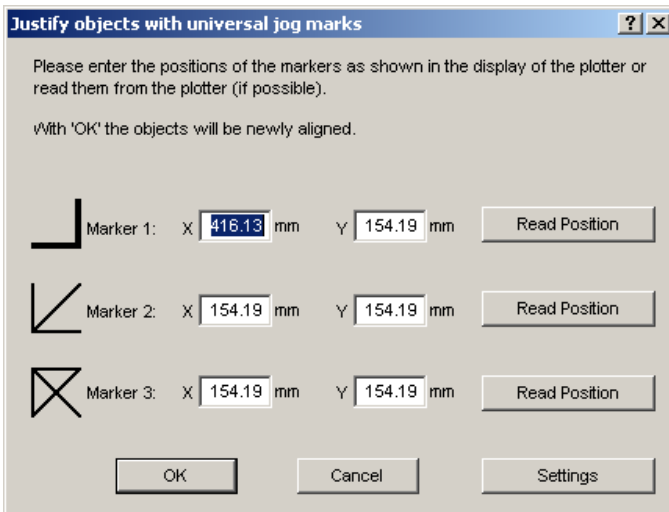 Justify objects with universal jog marks
Please enter the positions of the markers as shown in the display of the plotter or
read them from the plotter (if possible).
With 'OK' the objects will be newly aligned.
Marker 1: X 416.13 mm Y 154.19 mm Read Position
Marker 2: X 154.19 mm Y 154.19 mm Read Position
Marker 3: X 154.19 mm Y 154.19 mm Read Position
OK Cancel Settings